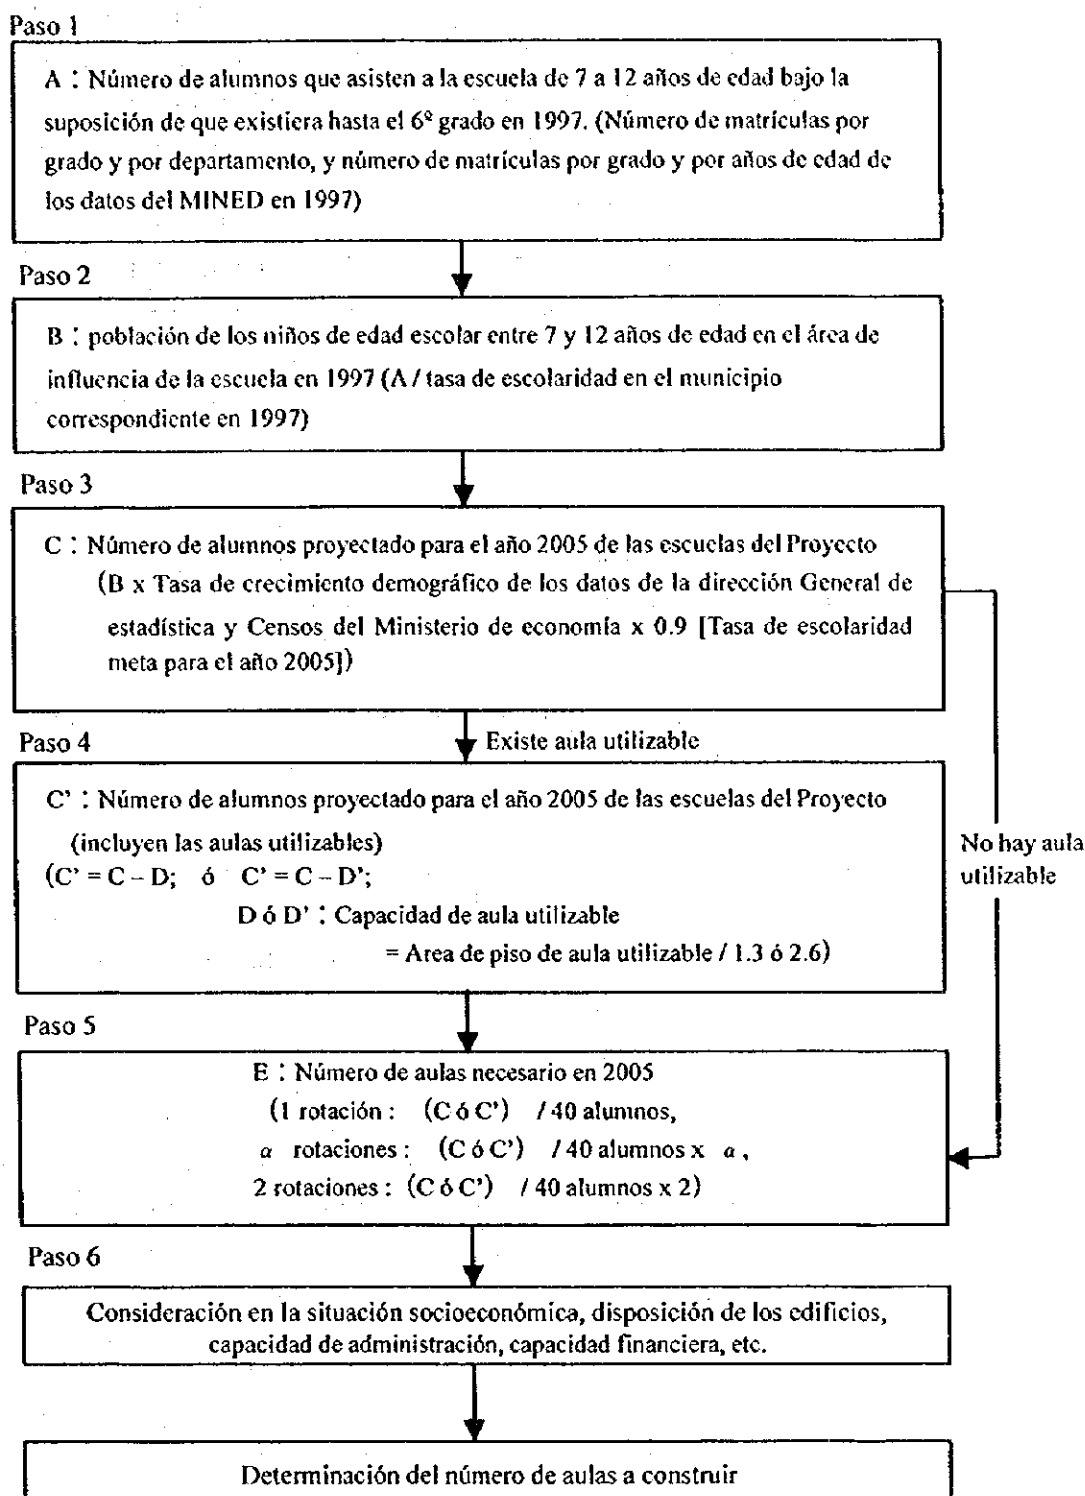 Paso 1
A : Número de alumnos que asisten a la escuela de 7 a 12 años de edad bajo la
suposición de que existiera hasta el 6º grado en 1997. (Número de matrículas por
grado y por departamento, y número de matrículas por grado y por años de edad de
los datos del MINED en 1997)
Paso 2
B : población de los niños de edad escolar entre 7 y 12 años de edad en el área de
influencia de la escuela en 1997 (A / tasa de escolaridad en el municipio
correspondiente en 1997)
Paso 3
C : Número de alumnos proyectado para el año 2005 de las escuelas del Proyecto
(B x Tasa de crecimiento demográfico de los datos de la dirección General de
estadística y Censos del Ministerio de economía x 0.9 [Tasa de escolaridad
meta para el año 2005])
Paso 4
Existe aula utilizable
C' : Número de alumnos proyectado para el año 2005 de las escuelas del Proyecto
(incluyen las aulas utilizables)
(C' = C – D; ó C' = C – D';
D ó D' : Capacidad de aula utilizable
= Area de piso de aula utilizable / 1.3 ó 2.6)
No hay aula
utilizable
Paso 5
E : Número de aulas necesario en 2005
(1 rotación : (C ó C') / 40 alumnos,
α rotaciones : (C ó C') / 40 alumnos x α ,
2 rotaciones : (C ó C') / 40 alumnos x 2)
Paso 6
Consideración en la situación socioeconómica, disposición de los edificios,
capacidad de administración, capacidad financiera, etc.
Determinación del número de aulas a construir